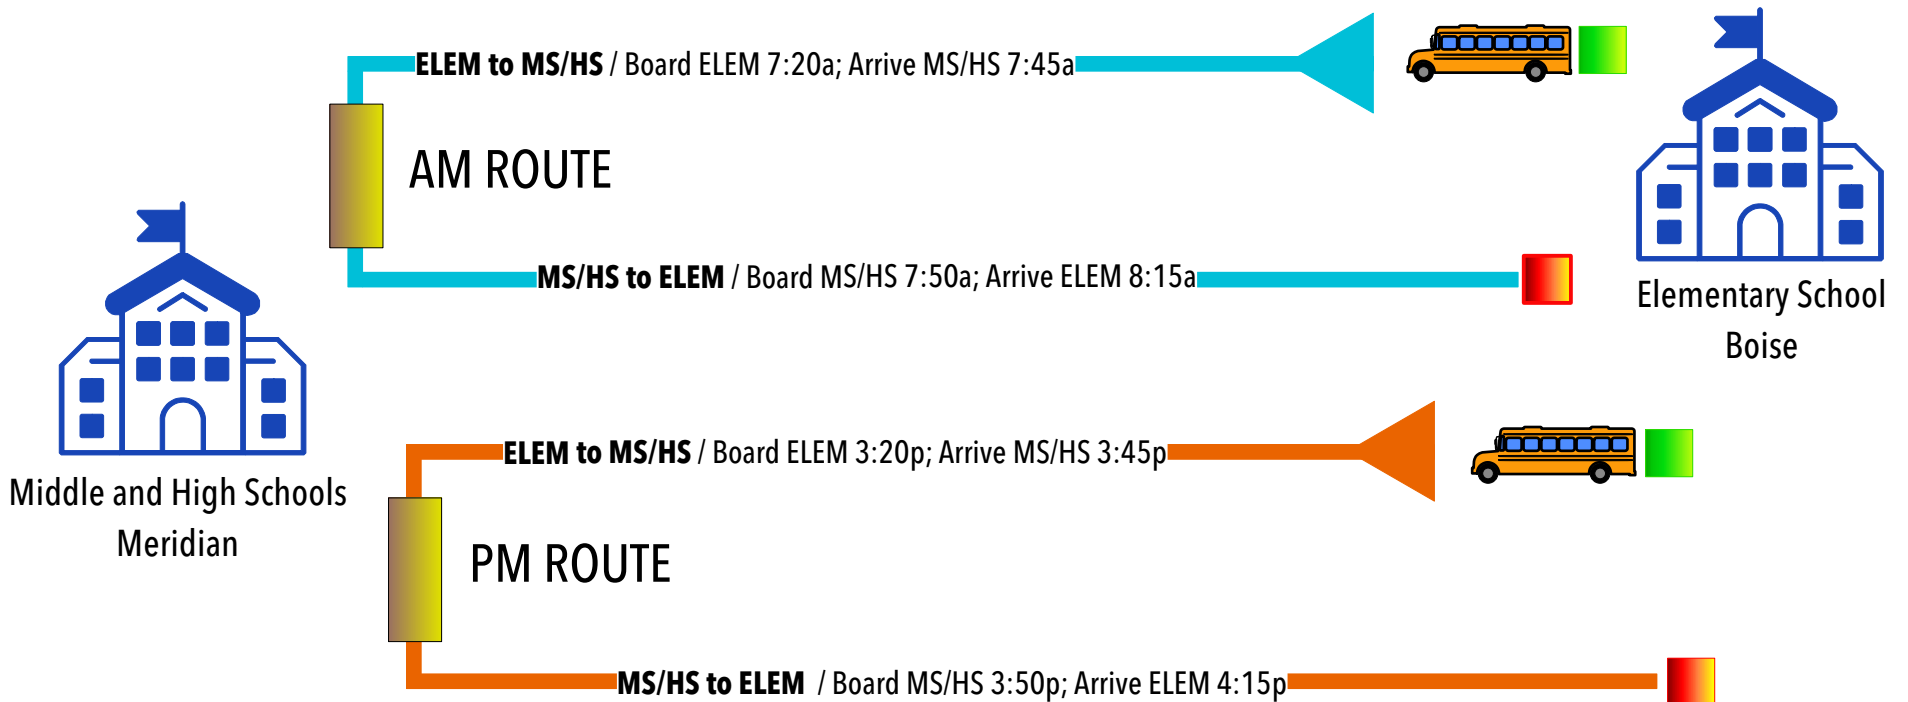 ELEM to MS/HS / Board ELEM 7:20a; Arrive MS/HS 7:45a
AM ROUTE
MS/HS to ELEM / Board MS/HS 7:50a; Arrive ELEM 8:15a
Elementary School
Boise
ELEM to MS/HS / Board ELEM 3:20p; Arrive MS/HS 3:45p
Middle and High Schools
Meridian
PM ROUTE
MS/HS to ELEM / Board MS/HS 3:50p; Arrive ELEM 4:15p